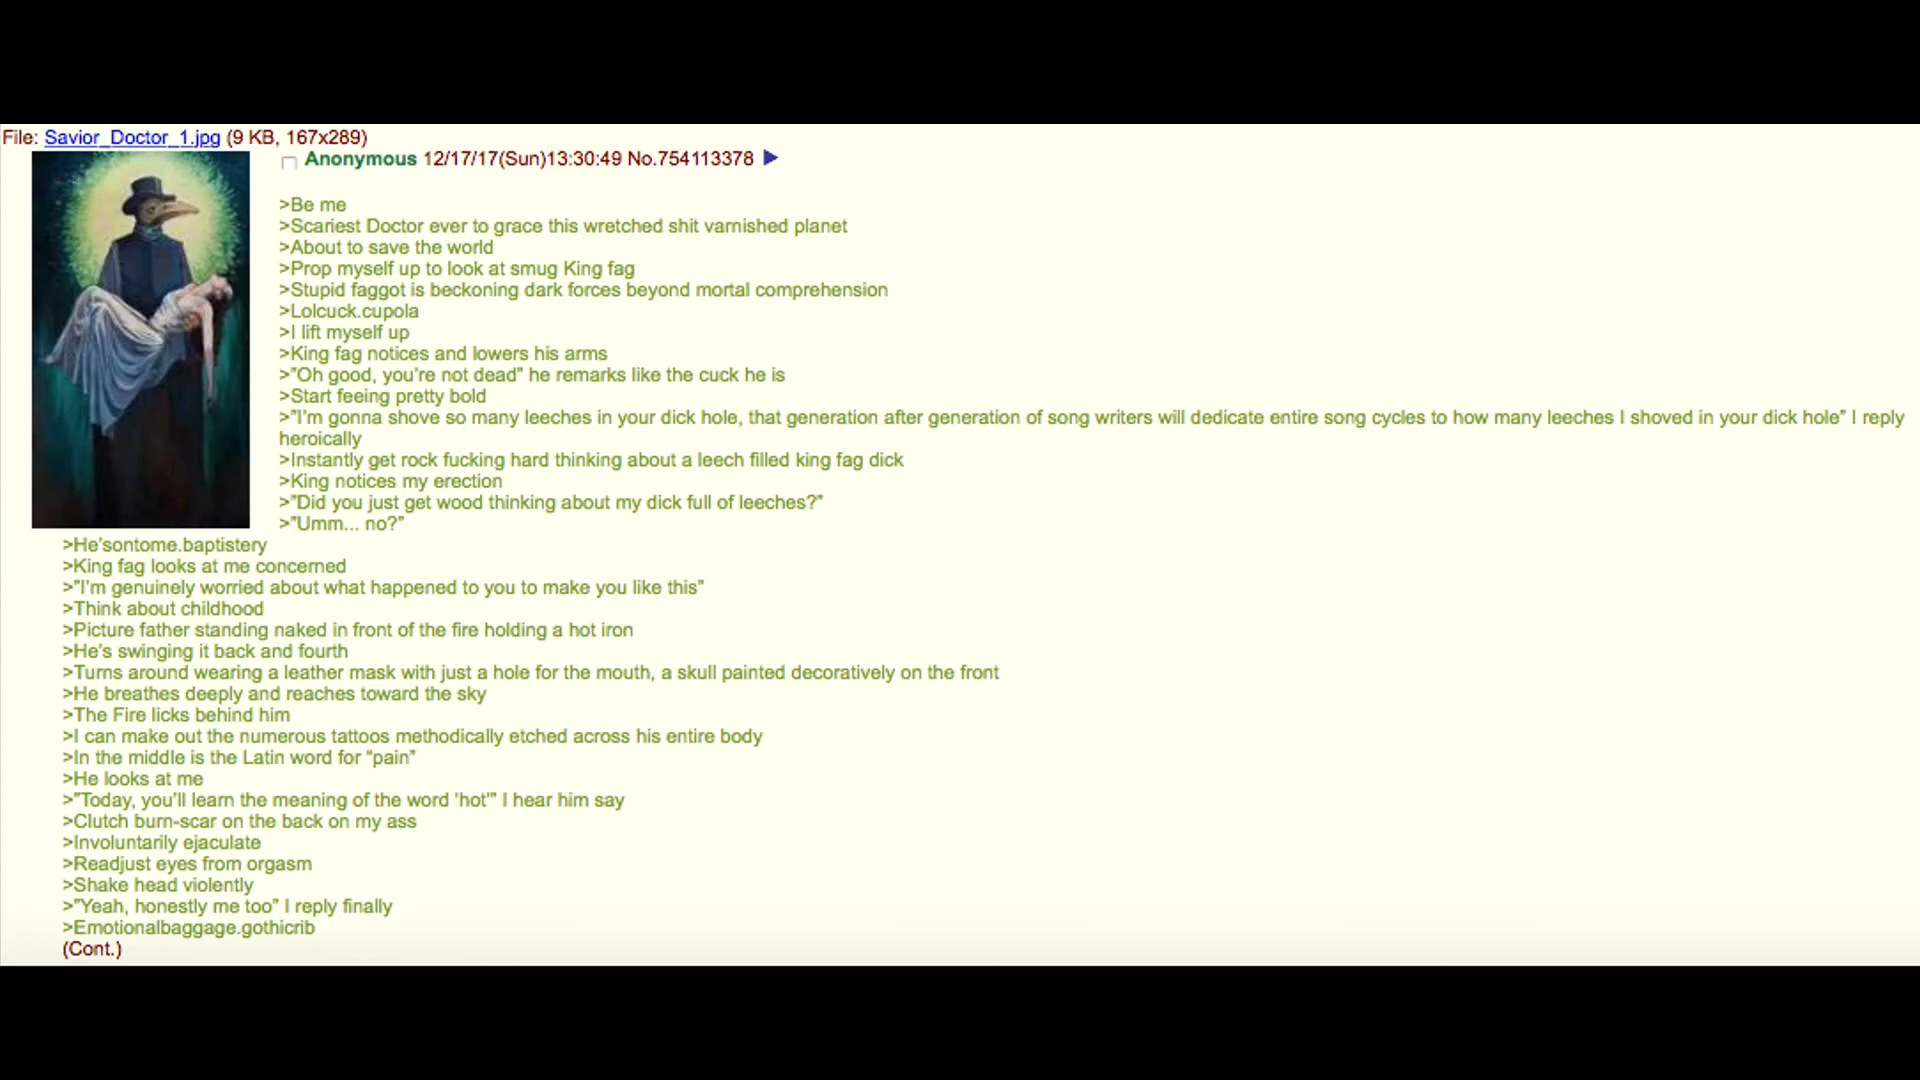 File: Savior_Doctor_1.jpg (9 KB, 167x289)
Anonymous 12/17/17(Sun)13:30:49 No.754113378
>Be me
>Scariest Doctor ever to grace this wretched shit varnished planet
>About to save the world
>Prop myself up to look at smug King fag
>Stupid faggot is beckoning dark forces beyond mortal comprehension
>Lolcuck.cupola
>I lift myself up
>King fag notices and lowers his arms
>"Oh good, you're not dead" he remarks like the cuck he is
>Start feeing pretty bold
>"I'm gonna shove so many leeches in your dick hole, that generation after generation of song writers will dedicate entire song cycles to how many leeches I shoved in your dick hole" I reply
heroically
>Instantly get rock fucking hard thinking about a leech filled king fag dick
>King notices my erection
>"Did you just get wood thinking about my dick full of leeches?"
>"Umm... no?"
>He'sontome.baptistery
>King fag looks at me concerned
>"I'm genuinely worried about what happened to you to make you like this"
>Think about childhood
>Picture father standing naked in front of the fire holding a hot iron
>He's swinging it back and fourth
>Turns around wearing a leather mask with just a hole for the mouth, a skull painted decoratively on the front
>He breathes deeply and reaches toward the sky
>The Fire licks behind him
>I can make out the numerous tattoos methodically etched across his entire body
>In the middle is the Latin word for "pain"
>He looks at me
>"Today, you'll learn the meaning of the word 'hot'" I hear him say
>Clutch burn-scar on the back on my ass
>Involuntarily ejaculate
>Readjust eyes from orgasm
>Shake head violently
>"Yeah, honestly me too" I reply finally
>Emotionalbaggage.gothicrib
(Cont.)